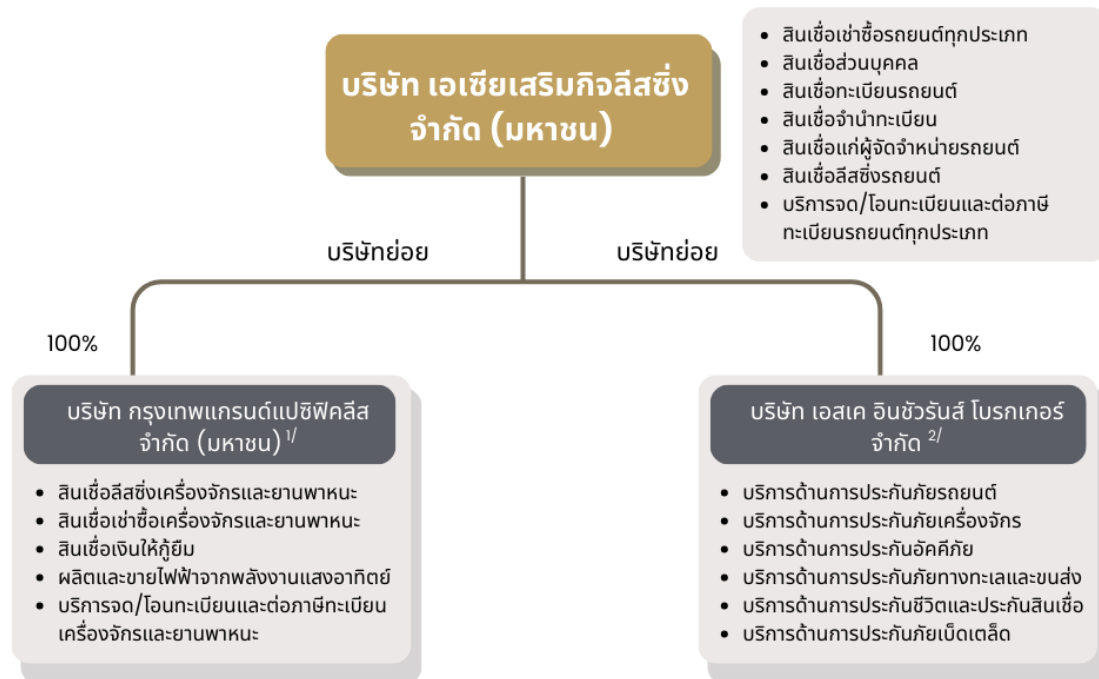 บริษัท เอเซียเสริมกิจลีสซิ่ง
จำกัด (มหาชน)
• สินเชื่อเช่าซื้อรถยนต์ทุกประเภท
• สินเชื่อส่วนบุคคล
• สินเชื่อทะเบียนรถยนต์
• สินเชื่อจำนำทะเบียน
• สินเชื่อแก่ผู้จัดจำหน่ายรถยนต์
• สินเชื่อลีสซิ่งรถยนต์
• บริการจด/โอนทะเบียนและต่อภาษี
ทะเบียนรถยนต์ทุกประเภท
บริษัทย่อย
บริษัทย่อย
100%
100%
บริษัท กรุงเทพแกรนด์แปซิฟิคลีส
จำกัด (มหาชน) 1/
• สินเชื่อลีสซิ่งเครื่องจักรและยานพาหนะ
• สินเชื่อเช่าซื้อเครื่องจักรและยานพาหนะ
• สินเชื่อเงินให้กู้ยืม
• ผลิตและขายไฟฟ้าจากพลังงานแสงอาทิตย์
• บริการจด/โอนทะเบียนและต่อภาษีทะเบียน
เครื่องจักรและยานพาหนะ
บริษัท เอสเค อินชัวรันส์ โบรกเกอร์
จำกัด 2/
• บริการด้านการประกันภัยรถยนต์
• บริการด้านการประกันภัยเครื่องจักร
• บริการด้านการประกันอัคคีภัย
• บริการด้านการประกันภัยทางทะเลและขนส่ง
• บริการด้านการประกันชีวิตและประกันสินเชื่อ
• บริการด้านการประกันภัยเบ็ดเตล็ด